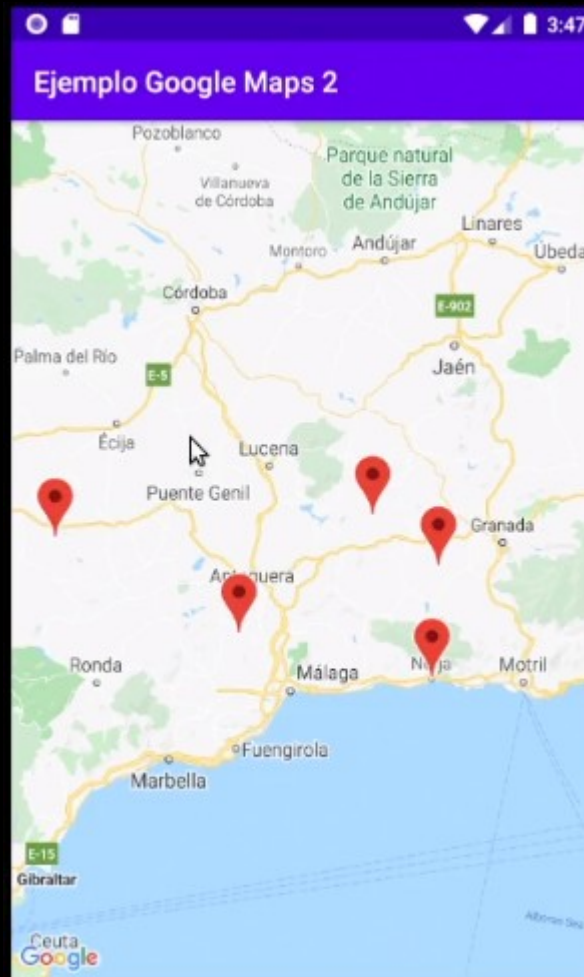 3:47
Ejemplo Google Maps 2
Pozoblanco
Parque natural
de la Sierra
de Andújar
Villanueva
de Córdoba
Linares
Montoro
Andújar
Úbeda
Córdoba
E-902
Palma del Río
E-5
Jaén
Écija
Lucena
Puente Genil
Granada
Antequera
Nerja
Ronda
Málaga
Motril
Fuengirola
Marbella
E-15
Gibraltar
Ceuta
Google